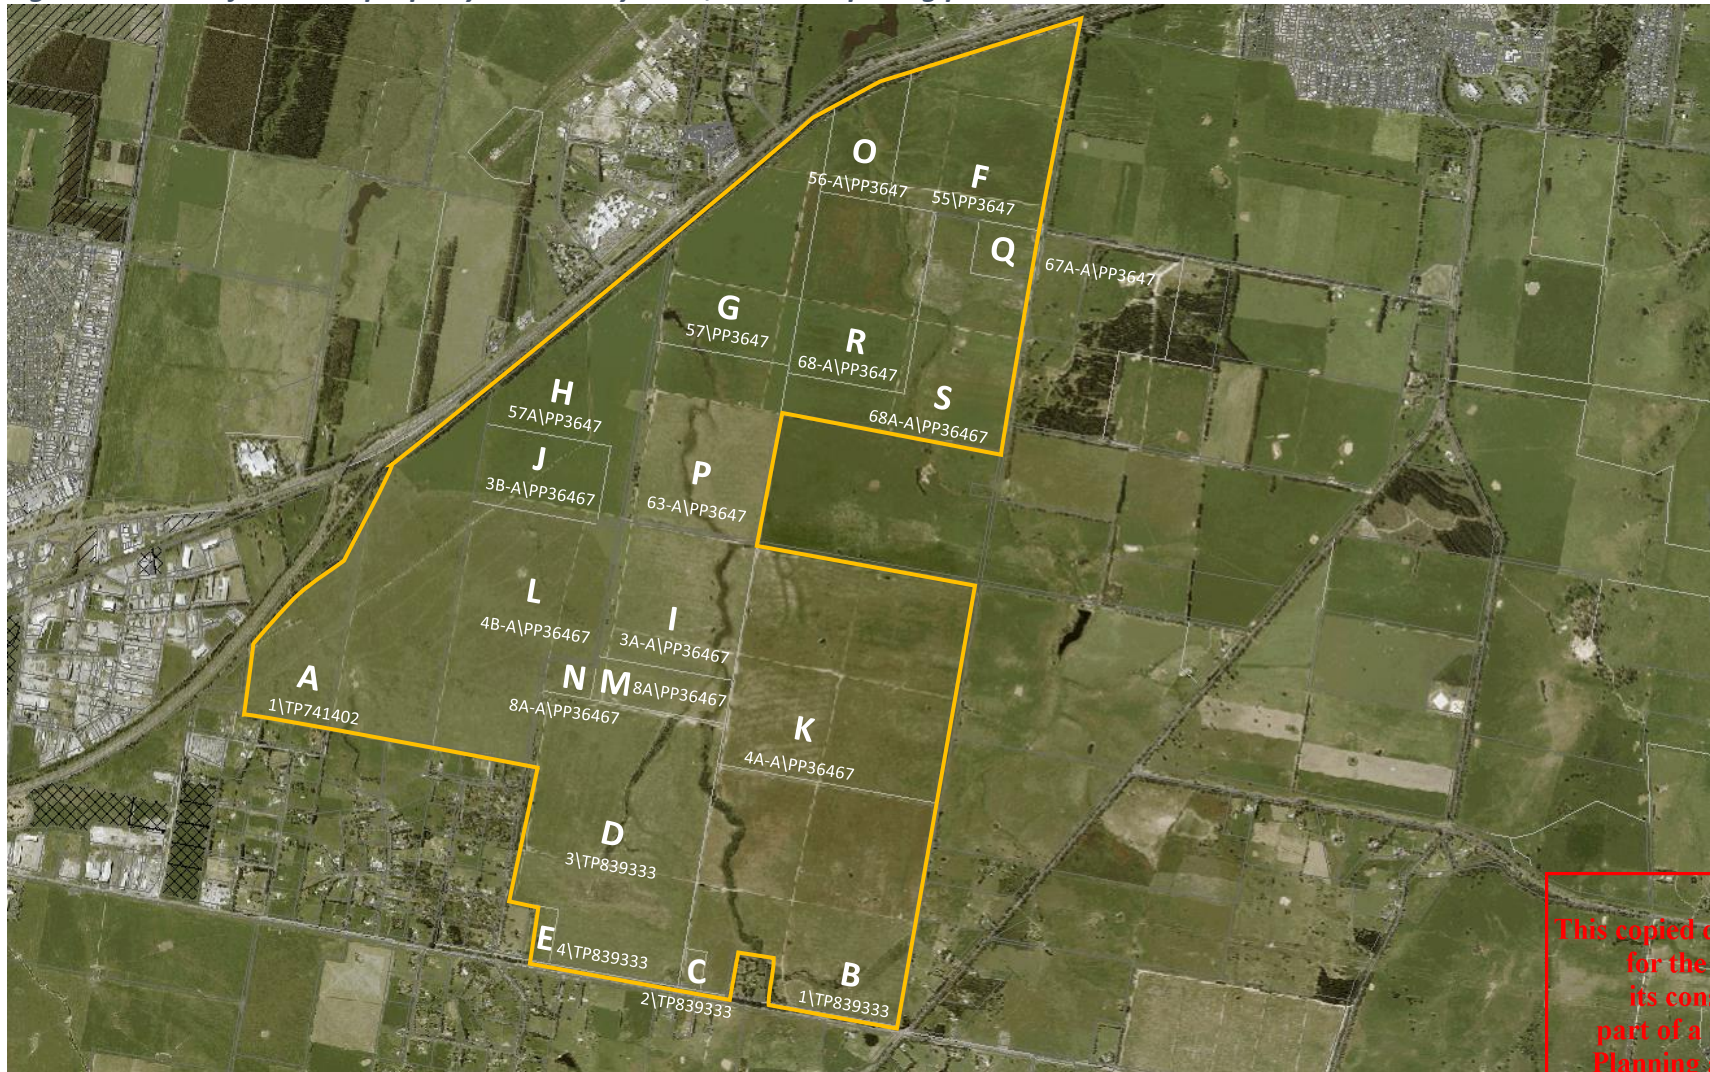 O
56-A\PP3647
F
55\PP3647
Q
67A-A\PP3647
G
57\PP3647
R
68-A\PP3647
S
68A-A\PP36467
H
57A\PP3647
J
3B-A\PP36467
P
63-A\PP3647
L
4B-A\PP36467
I
3A-A\PP36467
A
1\TP741402
N
8A-A\PP36467
M 8A\PP36467
K
4A-A\PP36467
D
3\TP839333
E 4\TP839333
C
2\TP839333
B
1\TP839333
This copied
for the
its con
part of a
Planning